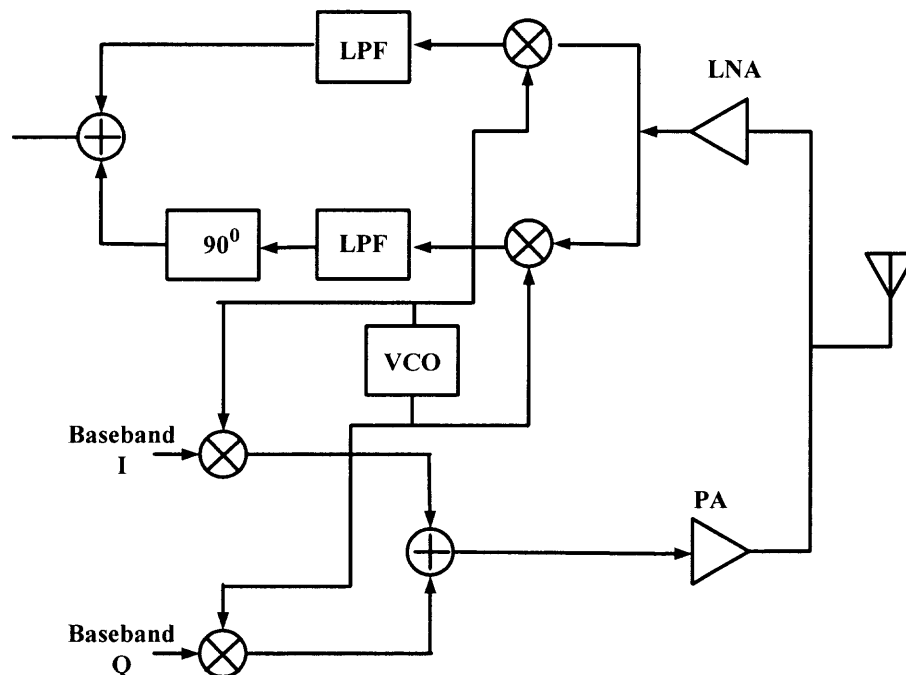 LPF
LNA
90⁰
LPF
VCO
Baseband
I
PA
Baseband
Q